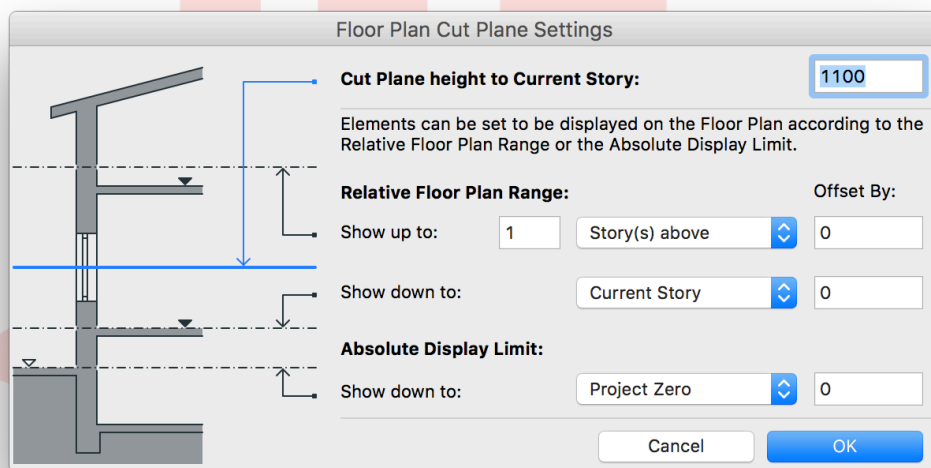 Floor Plan Cut Plane Settings
Cut Plane height to Current Story: 1100
Elements can be set to be displayed on the Floor Plan according to the
Relative Floor Plan Range or the Absolute Display Limit.
Relative Floor Plan Range: Offset By:
Show up to: 1 Story(s) above 0
Show down to: Current Story 0
Absolute Display Limit:
Show down to: Project Zero 0
Cancel OK